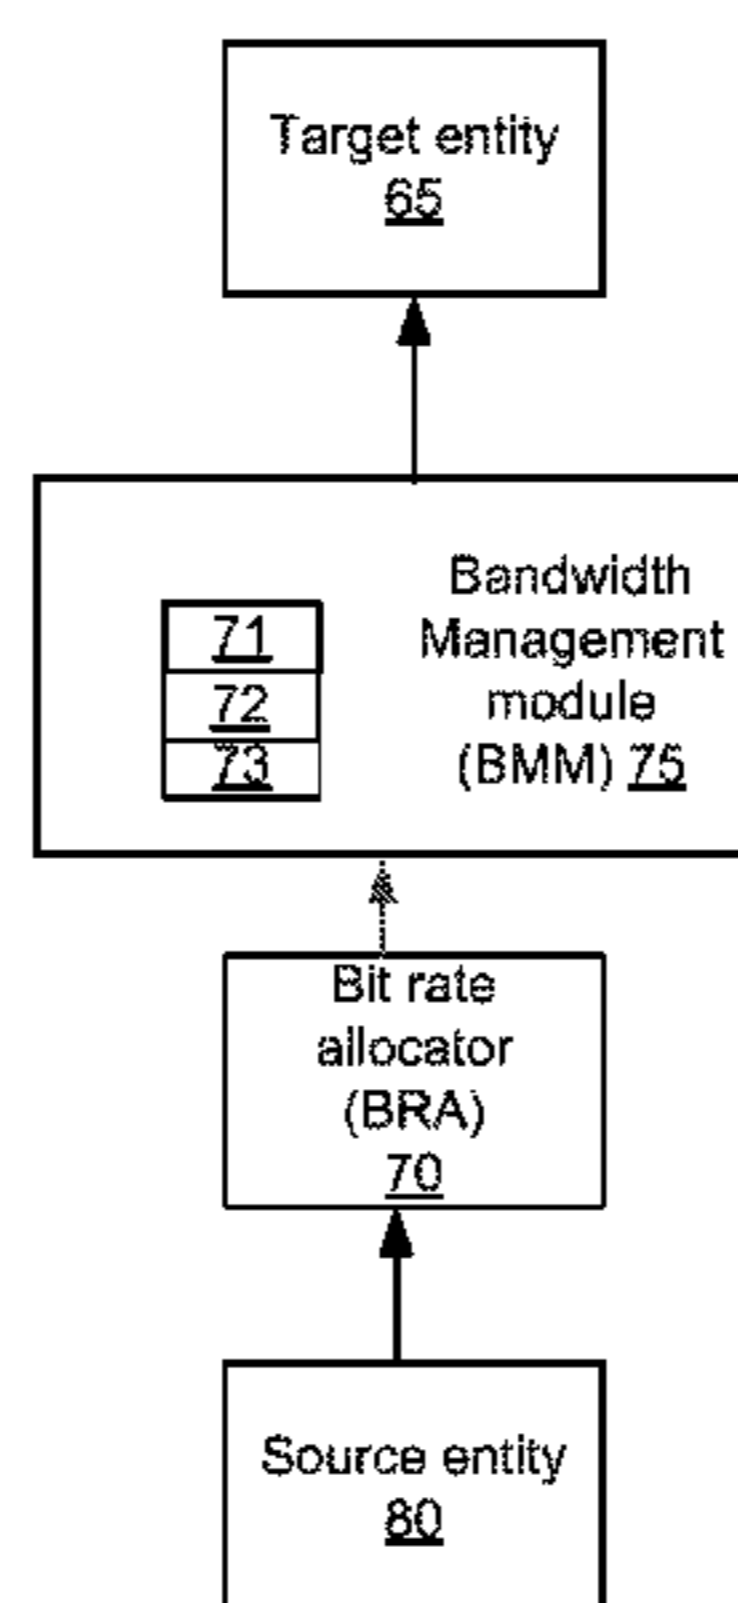 Target entity
65
71
72
73
Bandwidth
Management
module
(BMM) 75
Bit rate
allocator
(BRA)
70
Source entity
80